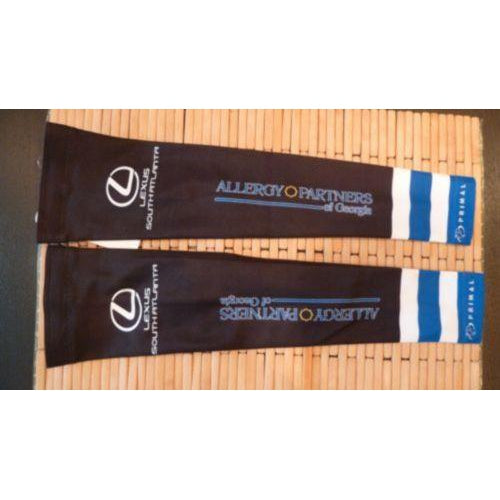 LEXUS
SOUTH ATLANTA
ALLERGY PARTNERS
of Georgia
PRIMAL
LEXUS
SOUTH ATLANTA
ALLERGY PARTNERS
of Georgia
PRIMAL